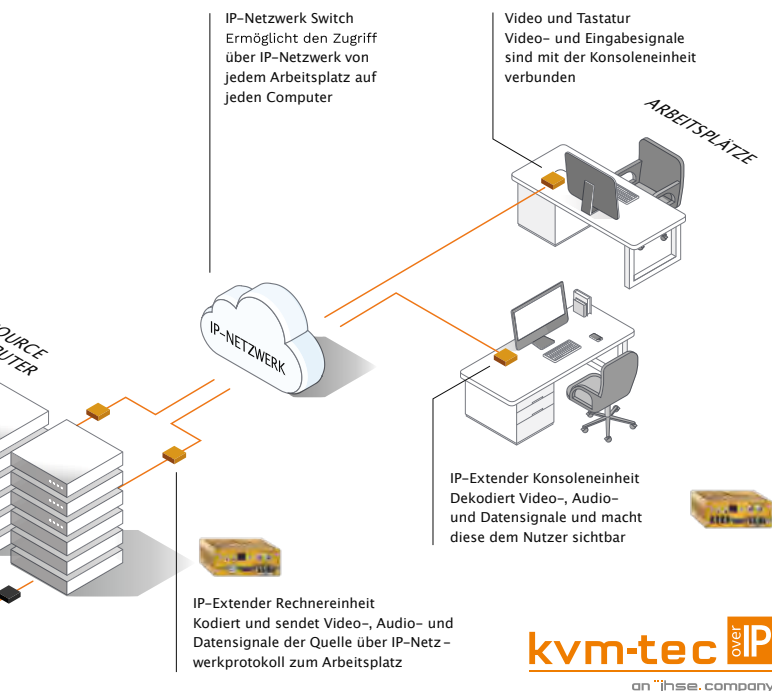 IP-Netzwerk Switch
Ermöglicht den Zugriff
über IP-Netzwerk von
jedem Arbeitsplatz auf
jeden Computer
Video und Tastatur
Video- und Eingabesignale
sind mit der Konsoleneinheit
verbunden
ARBEITSPLÄTZE
IP-NETZWERK
IP-Extender Konsoleneinheit
Dekodiert Video-, Audio-
und Datensignale und macht
diese dem Nutzer sichtbar
IP-Extender Rechnereinheit
Kodiert und sendet Video-, Audio- und
Datensignale der Quelle über IP-Netz-
werkprotokoll zum Arbeitsplatz
kvm-tec over IP
an ihse. company